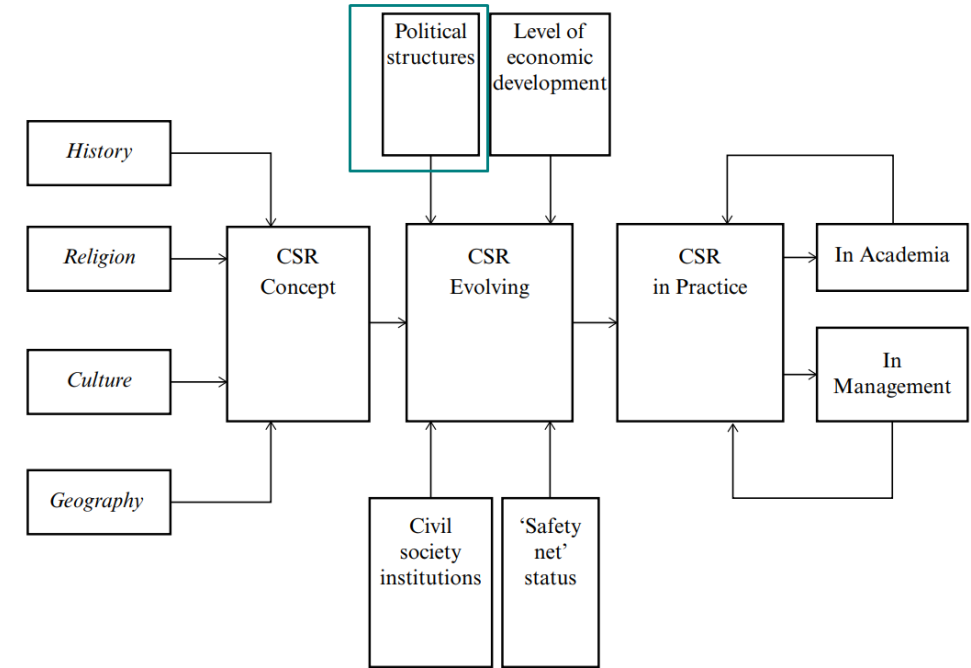 Political
structures
Level of
economic
development
History
Religion
Culture
Geography
CSR
Concept
CSR
Evolving
CSR
in Practice
In Academia
In
Management
Civil
society
institutions
‘Safety
net’
status